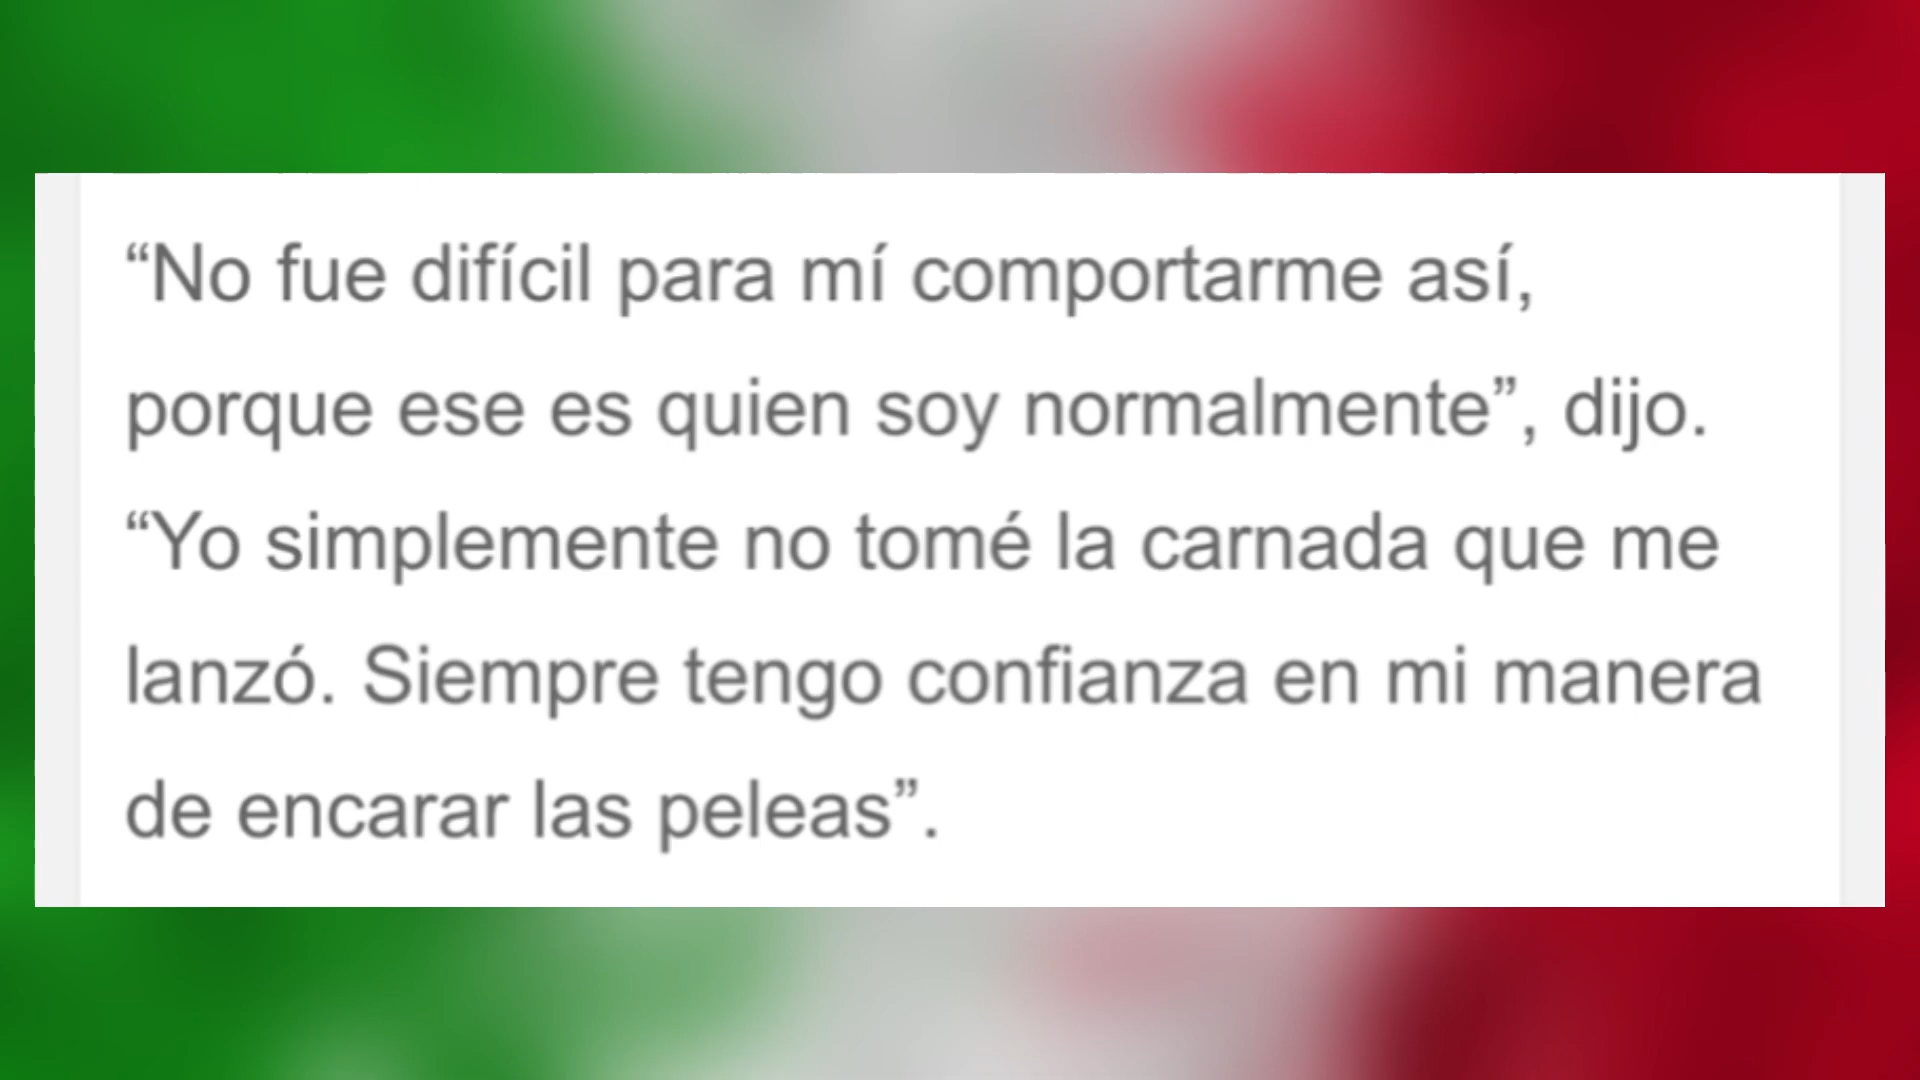 “No fue difícil para mí comportarme así,
porque ese es quien soy normalmente”, dijo.
“Yo simplemente no tomé la carnada que me
lanzó. Siempre tengo confianza en mi manera
de encarar las peleas”.